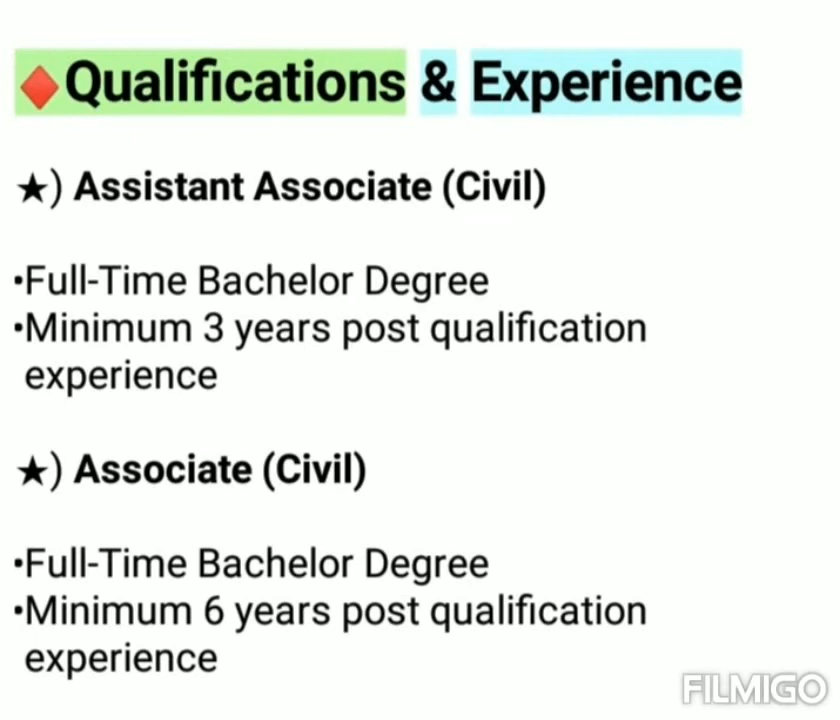 ♦Qualifications & Experience
★) Assistant Associate (Civil)
•Full-Time Bachelor Degree
•Minimum 3 years post qualification
experience
★) Associate (Civil)
•Full-Time Bachelor Degree
•Minimum 6 years post qualification
experience
FILMIGO